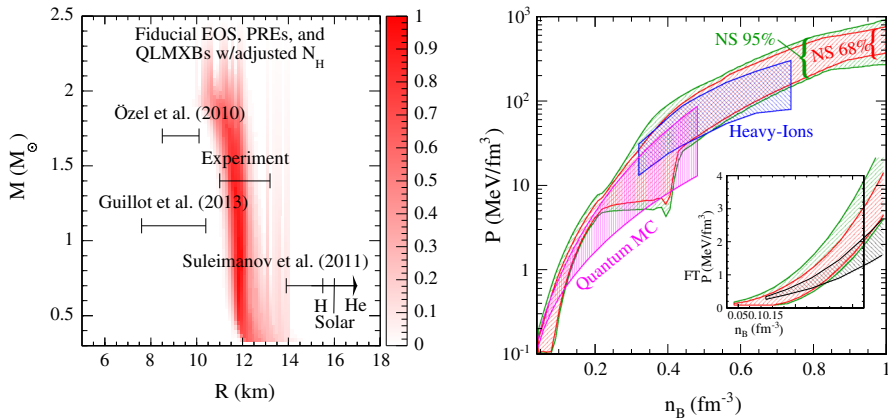 Fiducial EOS, PREs, and
QLMXBs w/adjusted N_H
Özel et al. (2010)
Experiment
Guillot et al. (2013)
Suleimanov et al. (2011)
H
He
Solar
M (M_⊙)
2.5
2
1.5
1
0.5
6
8
10
12
14
16
18
R (km)
1
0.9
0.8
0.7
0.6
0.5
0.4
0.3
0.2
0.1
0
P (MeV/fm³)
10³
10²
10
1
10⁻¹
NS 95%
NS 68%
Heavy-Ions
Quantum MC
0.2
0.4
0.6
0.8
1
n_B (fm⁻³)
FT
P (MeV/fm³)
4
3
2
1
0
0.05
0.1
0.15
n_B (fm⁻³)